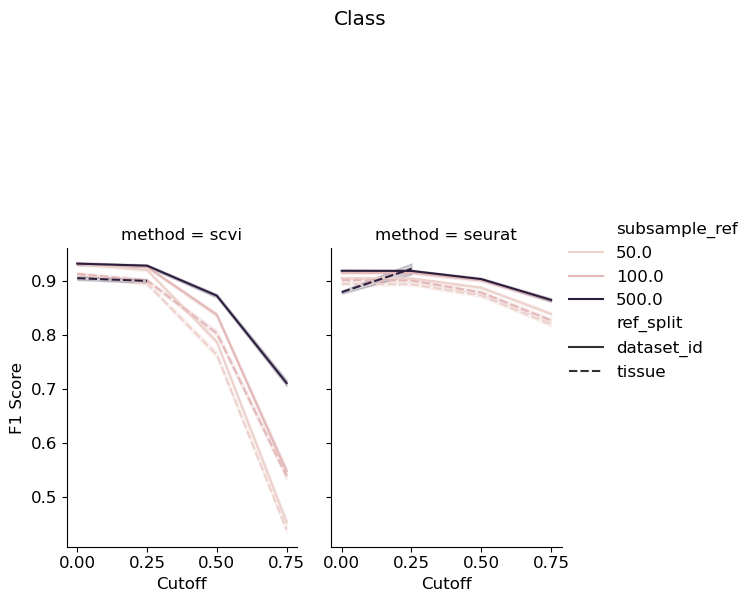 Class
method = scvi
method = seurat
subsample_ref
50.0
100.0
500.0
ref_split
dataset_id
tissue
F1 Score
0.9
0.8
0.7
0.6
0.5
0.00 0.25 0.50 0.75
0.00 0.25 0.50 0.75
Cutoff
Cutoff